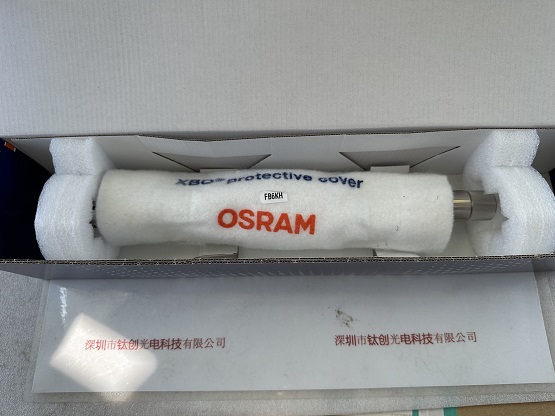 XBO® protective cover
FB6KH
OSRAM
深圳市钛创光电科技有限公司
深圳市钛创光电科技有限公司